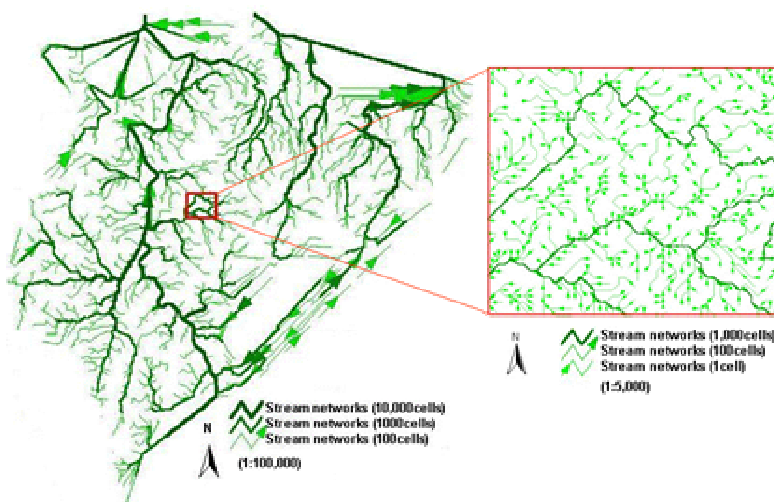 N
Stream networks (10,000cells)
Stream networks (1000cells)
Stream networks (100cells)
(1:100,000)
N
Stream networks (1,000cells)
Stream networks (100cells)
Stream networks (1cell)
(1:5,000)